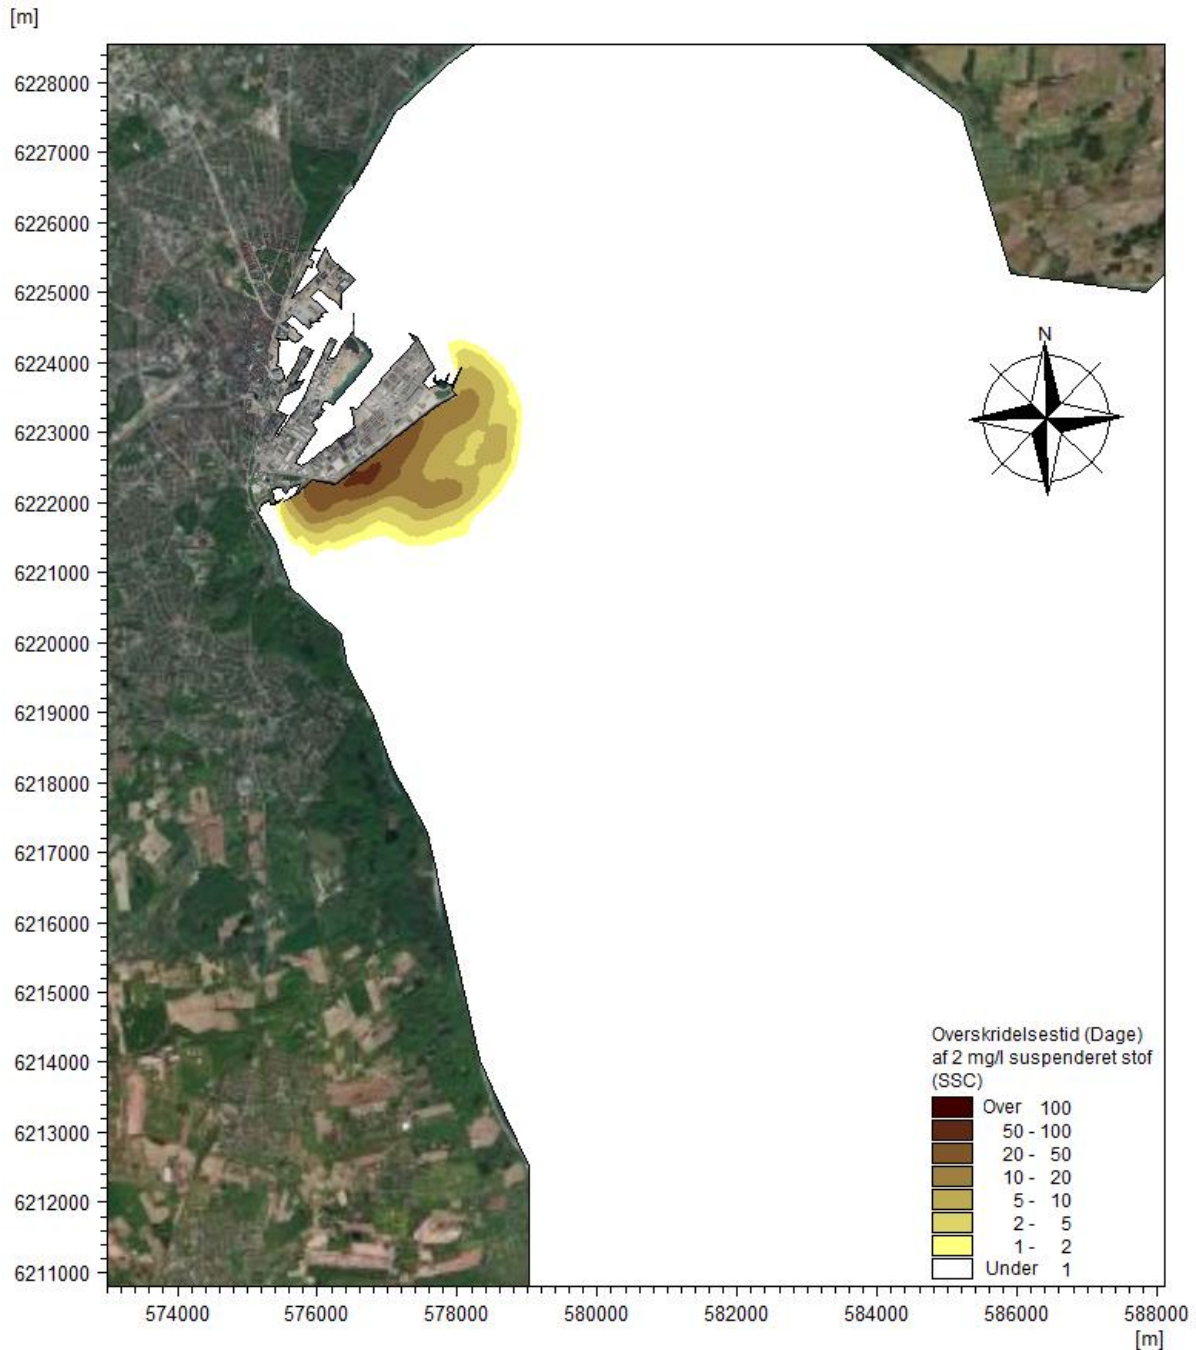 [m]
6228000
6227000
6226000
6225000
6224000
6223000
6222000
6221000
6220000
6219000
6218000
6217000
6216000
6215000
6214000
6213000
6212000
6211000
N
Overskridelsestid (Dage)
af 2 mg/l suspenderet stof
(SSC)
Over 100
50 - 100
20 - 50
10 - 20
5 - 10
2 - 5
1 - 2
Under 1
574000 576000 578000 580000 582000 584000 586000 588000
[m]